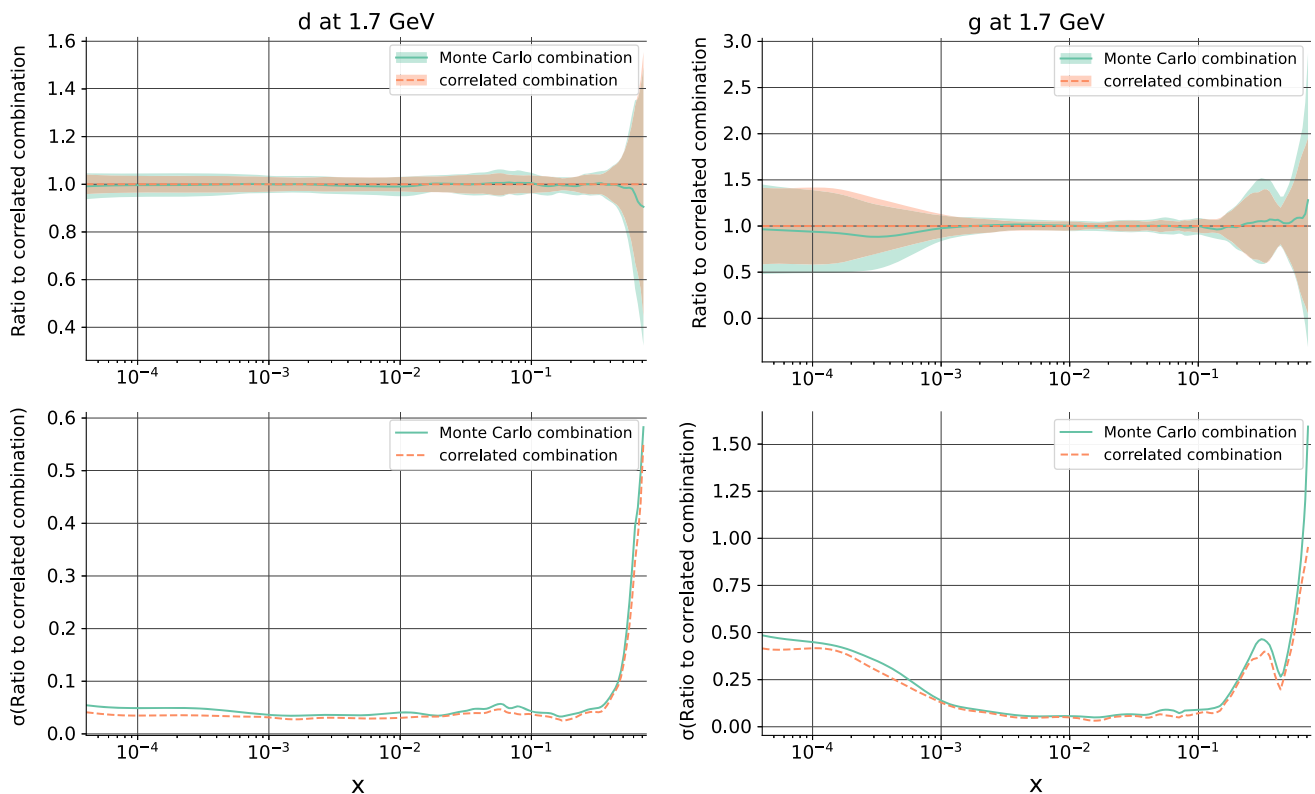 d at 1.7 GeV
Ratio to correlated combination
1.6
1.4
1.2
1.0
0.8
0.6
0.4
Monte Carlo combination
correlated combination
10⁻⁴
10⁻³
10⁻²
10⁻¹
g at 1.7 GeV
Ratio to correlated combination
3.0
2.5
2.0
1.5
1.0
0.5
0.0
Monte Carlo combination
correlated combination
10⁻⁴
10⁻³
10⁻²
10⁻¹
σ(Ratio to correlated combination)
0.6
0.5
0.4
0.3
0.2
0.1
0.0
Monte Carlo combination
correlated combination
10⁻⁴
10⁻³
10⁻²
10⁻¹
x
σ(Ratio to correlated combination)
1.50
1.25
1.00
0.75
0.50
0.25
0.00
Monte Carlo combination
correlated combination
10⁻⁴
10⁻³
10⁻²
10⁻¹
x